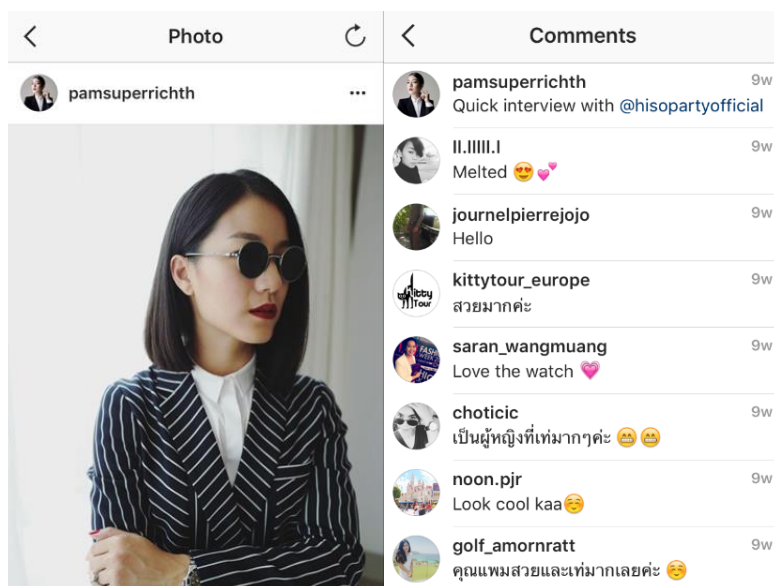 Photo
pamsuperrichth
Comments
pamsuperrichth 9w
Quick interview with @hisopartyofficial
ll.lllll.l 9w
Melted 😍💕
journelpierrejojo 9w
Hello
kittytour_europe 9w
สวยมากค่ะ
Kitty
Tour
saran_wangmuang 9w
Love the watch 💗
FASH
WEEK
choticic 9w
เป็นผู้หญิงที่เท่มากๆค่ะ 😁😁
noon.pjr 9w
Look cool kaa☺️
golf_amornratt 9w
คุณแพมสวยและเท่มากเลยค่ะ ☺️